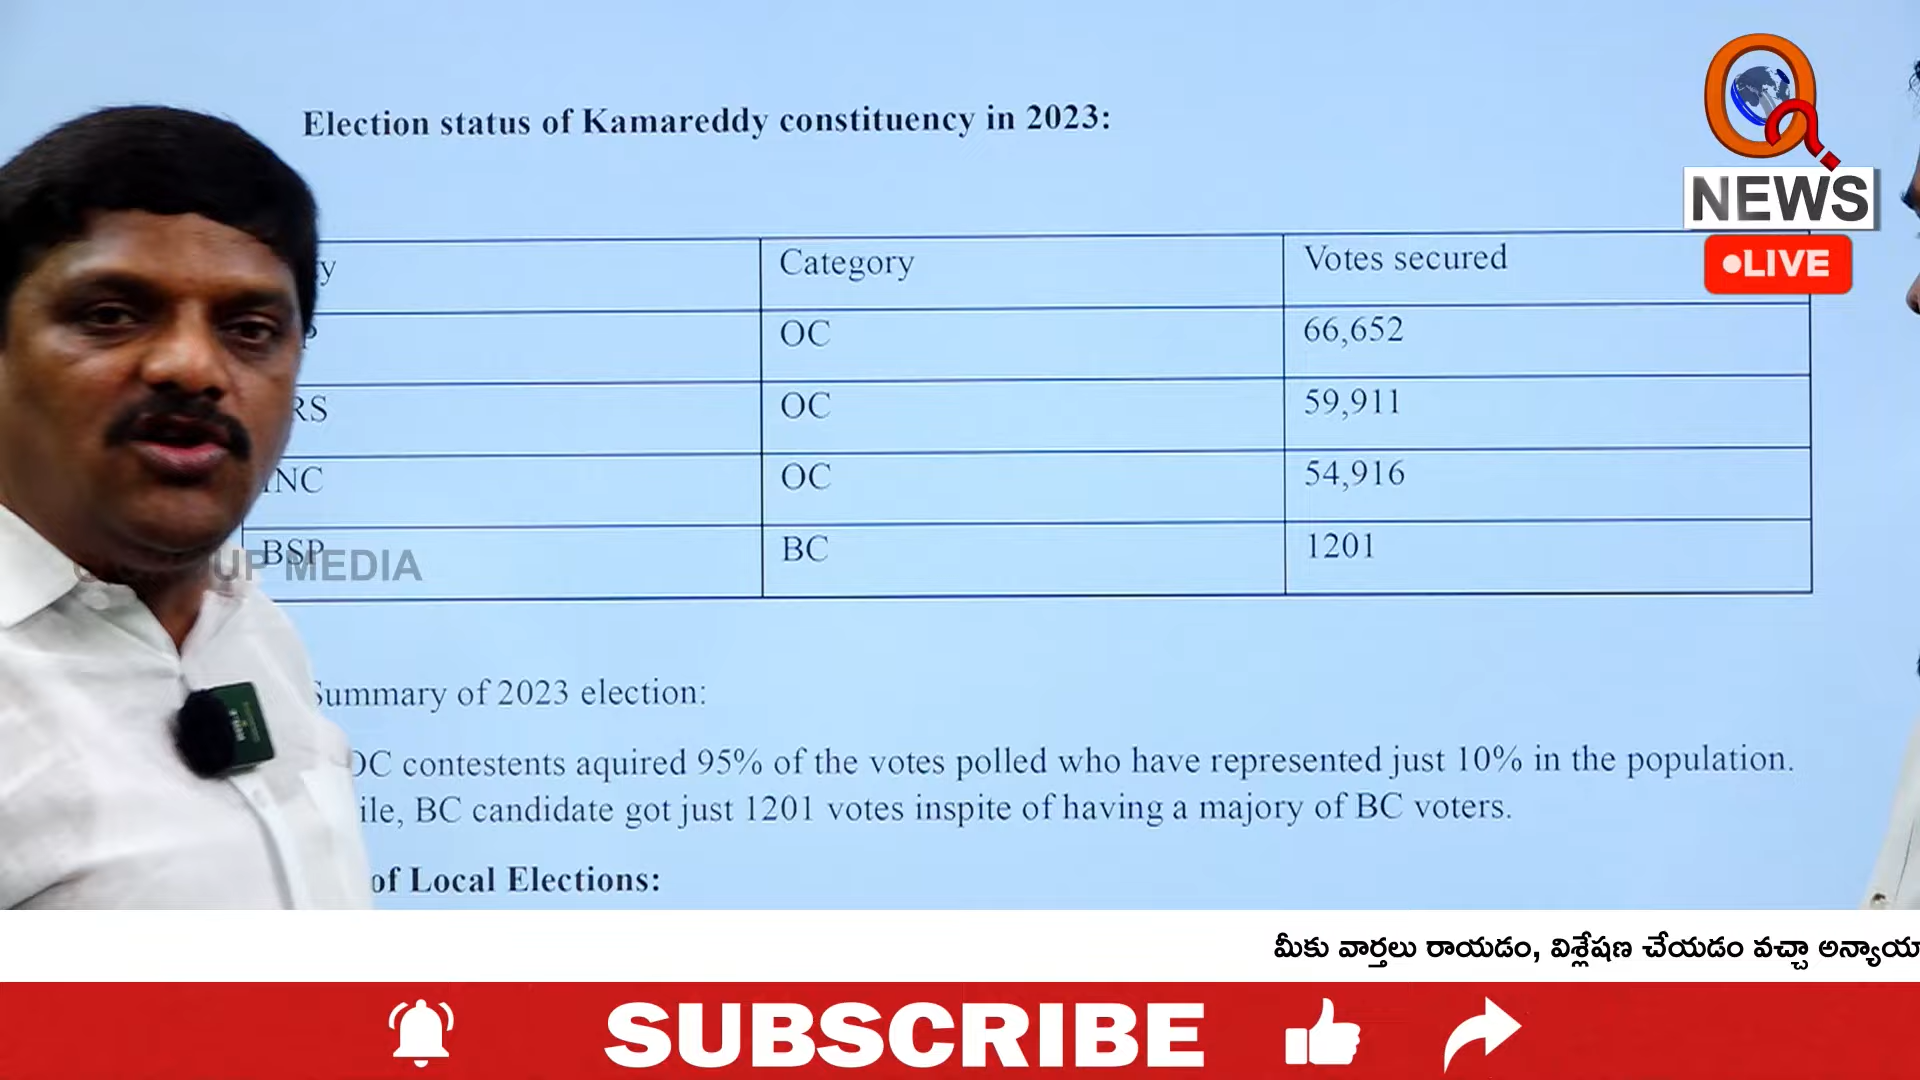 Election status of Kamareddy constituency in 2023:
NEWS
LIVE
Category Votes secured
OC 66,652
RS OC 59,911
INC OC 54,916
BSP BC 1201
UP MEDIA
Summary of 2023 election:
OC contestents aquired 95% of the votes polled who have represented just 10% in the population.
ile, BC candidate got just 1201 votes inspite of having a majory of BC voters.
of Local Elections:
మీకు వార్తలు రాయడం, విశ్లేషణ చేయడం వచ్చా అన్యాయా
SUBSCRIBE